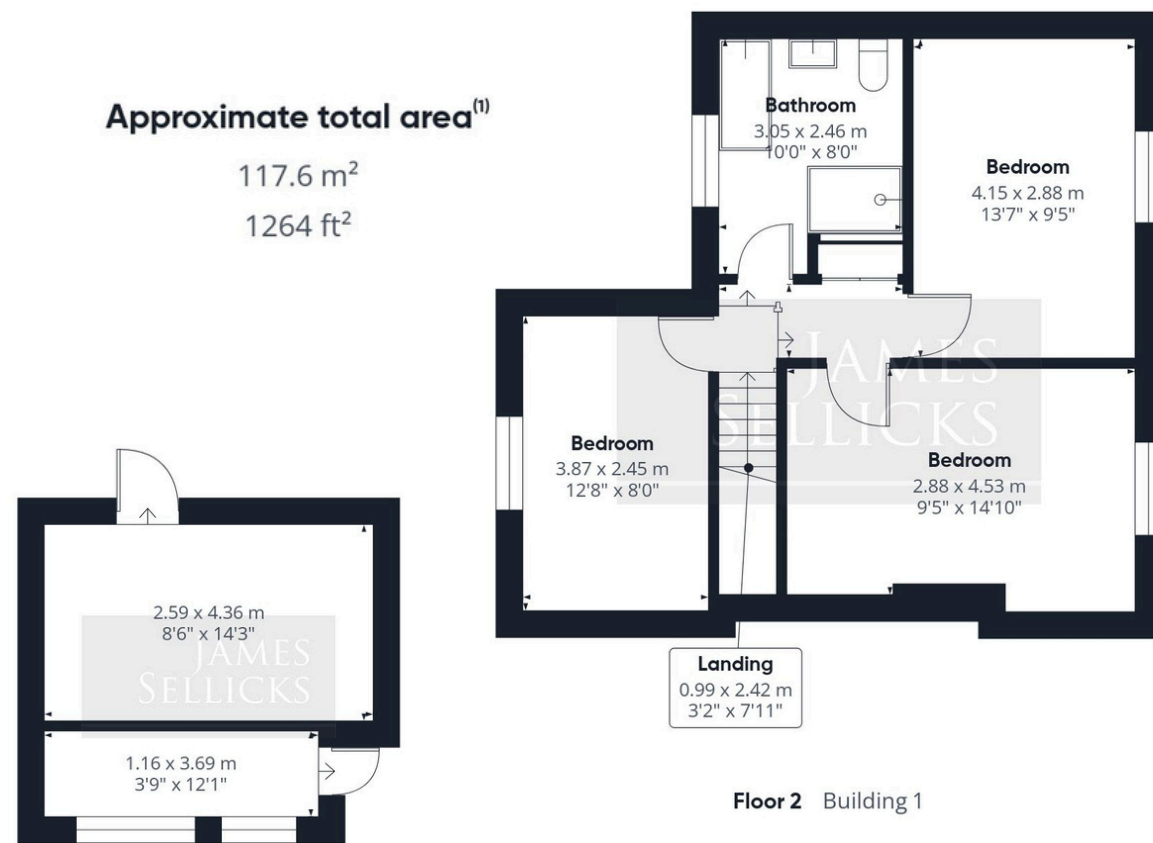 Approximate total area⁽¹⁾
117.6 m²
1264 ft²
Bathroom
3.05 x 2.46 m
10'0" x 8'0"
Bedroom
4.15 x 2.88 m
13'7" x 9'5"
JAMES
SELLICKS
Bedroom
3.87 x 2.45 m
12'8" x 8'0"
Bedroom
2.88 x 4.53 m
9'5" x 14'10"
2.59 x 4.36 m
8'6" x 14'3"
JAMES
SELLICKS
Landing
0.99 x 2.42 m
3'2" x 7'11"
1.16 x 3.69 m
3'9" x 12'1"
Floor 2 Building 1